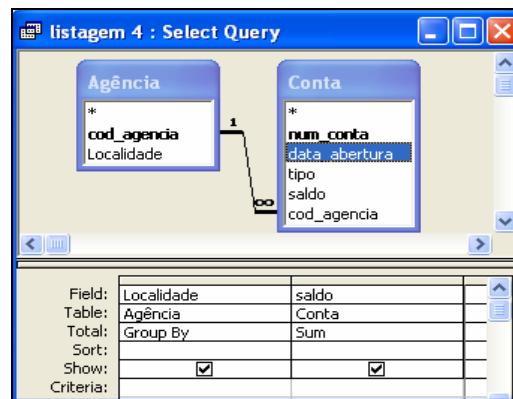 listagem 4 : Select Query
Agência
*
cod_agencia
Localidade
1
∞
Conta
*
num_conta
data_abertura
tipo
saldo
cod_agencia
Field: Localidade saldo
Table: Agência Conta
Total: Group By Sum
Sort:
Show:
Criteria: